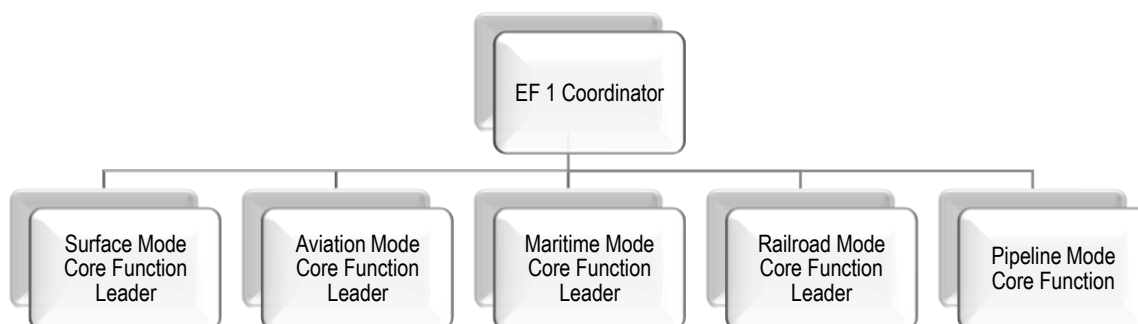 EF 1 Coordinator
Surface Mode
Core Function
Leader
Aviation Mode
Core Function
Leader
Maritime Mode
Core Function
Leader
Railroad Mode
Core Function
Leader
Pipeline Mode
Core Function